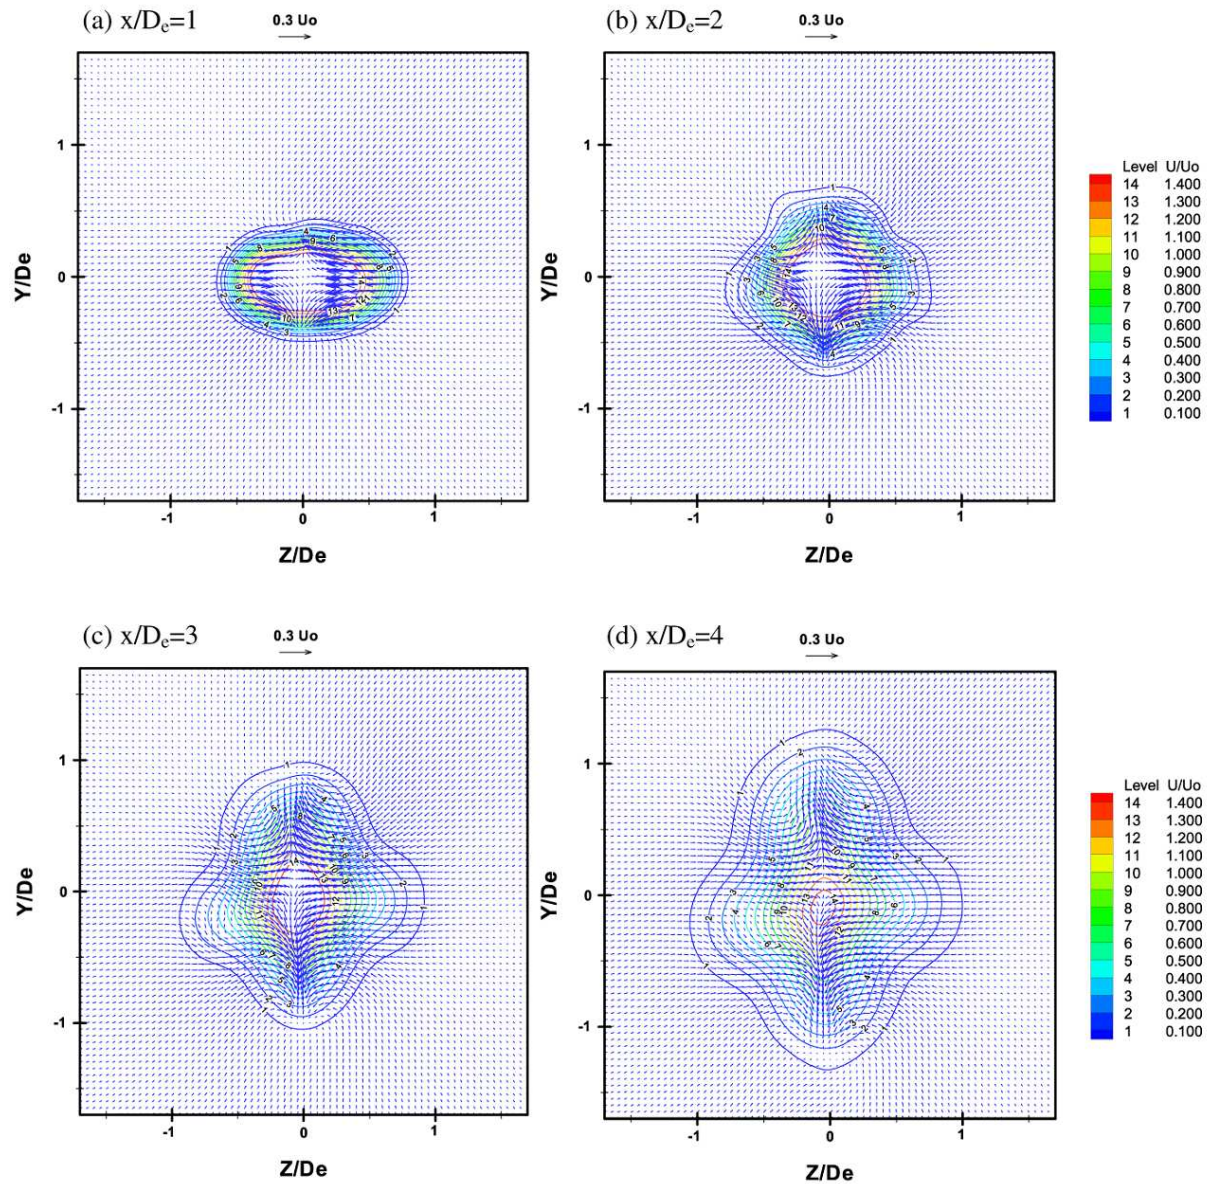 (a) x/De=1
0.3 Uo
(b) x/De=2
0.3 Uo
Y/De
1
0
-1
-1
0
1
Z/De
Y/De
1
0
-1
-1
0
1
Z/De
Level U/Uo
14 1.400
13 1.300
12 1.200
11 1.100
10 1.000
9 0.900
8 0.800
7 0.700
6 0.600
5 0.500
4 0.400
3 0.300
2 0.200
1 0.100
(c) x/De=3
0.3 Uo
(d) x/De=4
0.3 Uo
Y/De
1
0
-1
-1
0
1
Z/De
Y/De
1
0
-1
-1
0
1
Z/De
Level U/Uo
14 1.400
13 1.300
12 1.200
11 1.100
10 1.000
9 0.900
8 0.800
7 0.700
6 0.600
5 0.500
4 0.400
3 0.300
2 0.200
1 0.100